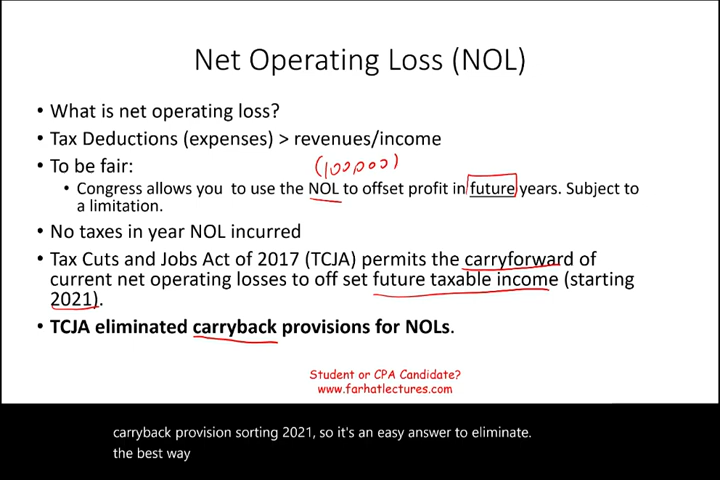 Net Operating Loss (NOL)
• What is net operating loss?
• Tax Deductions (expenses) > revenues/income
• To be fair:
(100,000)
• Congress allows you to use the NOL to offset profit in future years. Subject to
a limitation.
• No taxes in year NOL incurred
• Tax Cuts and Jobs Act of 2017 (TCJA) permits the carryforward of
current net operating losses to off set future taxable income (starting
2021).
• TCJA eliminated carryback provisions for NOLs.
Student or CPA Candidate?
www.farhatlectures.com
carryback provision sorting 2021, so it's an easy answer to eliminate.
the best way